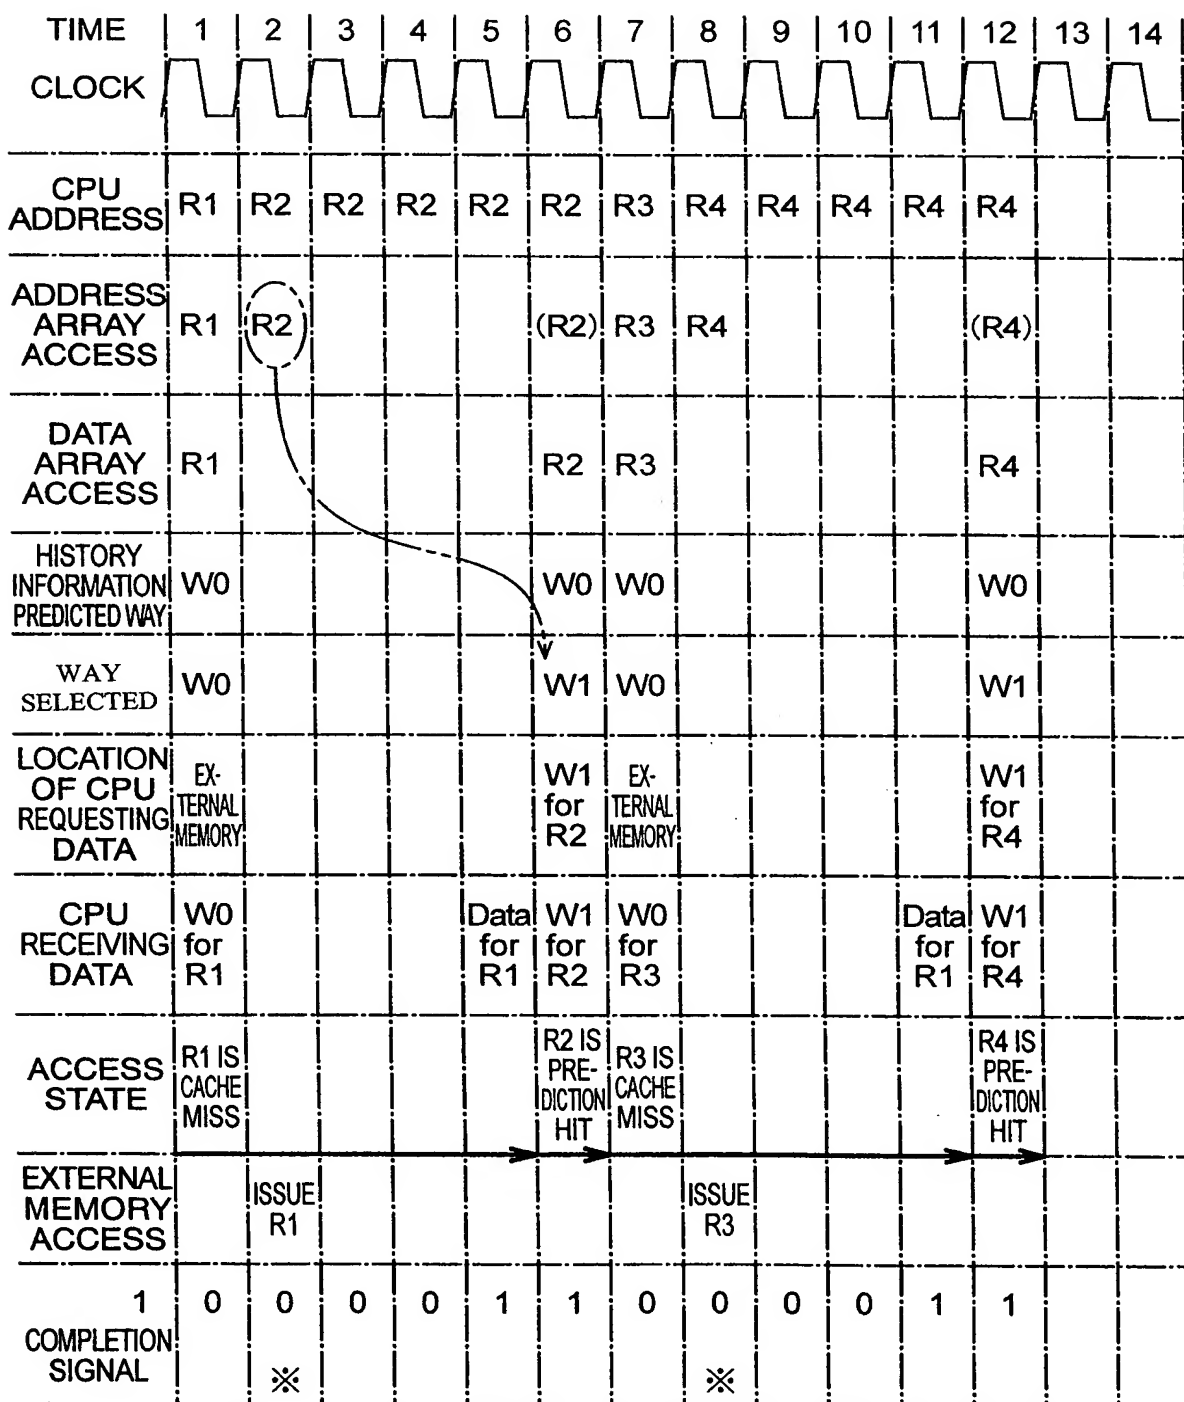 TIME 1 2 3 4 5 6 7 8 9 10 11 12 13 14
CLOCK
CPU
ADDRESS R1 R2 R2 R2 R2 R2 R3 R4 R4 R4 R4 R4
ADDRESS
ARRAY
ACCESS R1 R2 (R2) R3 R4 (R4)
DATA
ARRAY
ACCESS R1 R2 R3 R4
HISTORY
INFORMATION
PREDICTED WAY W0 W0 W0 W0
WAY
SELECTED W0 W1 W0 W1
LOCATION
OF CPU
REQUESTING
DATA
EX-
TERNAL
MEMORY
W1
for
R2
EX-
TERNAL
MEMORY
W1
for
R4
CPU
RECEIVING
DATA
W0
for
R1
Data
for
R1
W1
for
R2
W0
for
R3
Data
for
R1
W1
for
R4
ACCESS
STATE
R1 IS
CACHE
MISS
R2 IS
PRE-
DICTION
HIT
R3 IS
CACHE
MISS
R4 IS
PRE-
DICTION
HIT
EXTERNAL
MEMORY
ACCESS
ISSUE
R1
ISSUE
R3
1 0 0 0 0 1 1 0 0 0 0 1 1
COMPLETION
SIGNAL
※ ※